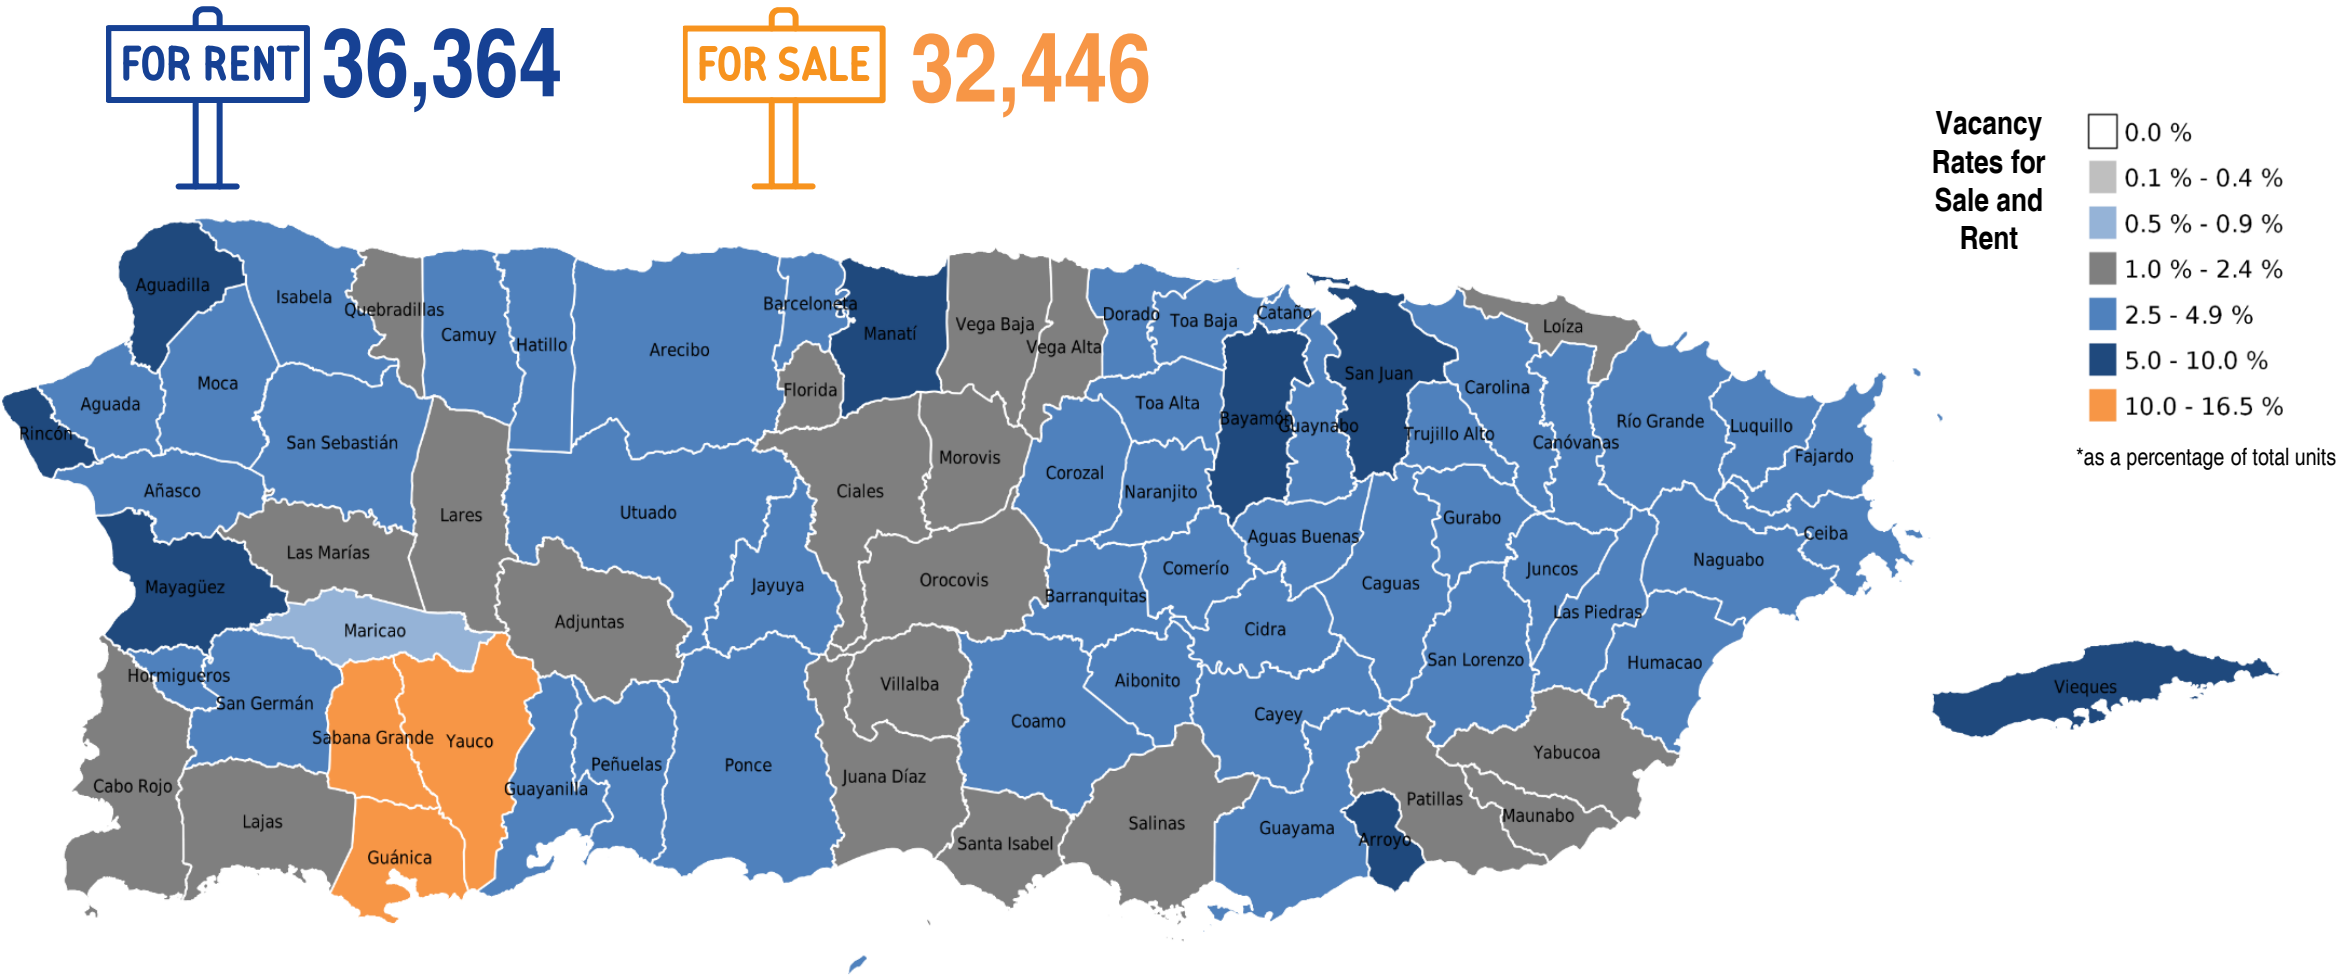 FOR RENT 36,364
FOR SALE 32,446
Vacancy
Rates for
Sale and
Rent
0.0 %
0.1 % - 0.4 %
0.5 % - 0.9 %
1.0 % - 2.4 %
2.5 - 4.9 %
5.0 - 10.0 %
10.0 - 16.5 %
*as a percentage of total units
Aguadilla
Isabela
Quebradillas
Camuy
Hatillo
Arecibo
Barceloneta
Manatí
Vega Baja
Vega Alta
Dorado
Toa Baja
Cataño
Loíza
Moca
Aguada
Rincón
San Sebastián
Florida
Toa Alta
Bayamón
Guaynabo
San Juan
Trujillo Alto
Carolina
Canóvanas
Río Grande
Luquillo
Fajardo
Añasco
Lares
Utuado
Ciales
Morovis
Corozal
Naranjito
Aguas Buenas
Gurabo
Ceiba
Las Marías
Mayagüez
Maricao
Adjuntas
Jayuya
Orocovis
Barranquitas
Comerío
Cidra
Caguas
Juncos
Las Piedras
Naguabo
Humacao
San Lorenzo
Hormigueros
San Germán
Sabana Grande
Yauco
Guayanilla
Peñuelas
Ponce
Villalba
Juana Díaz
Coamo
Aibonito
Cayey
Yabucoa
Vieques
Cabo Rojo
Lajas
Guánica
Santa Isabel
Salinas
Guayama
Arroyo
Patillas
Maunabo